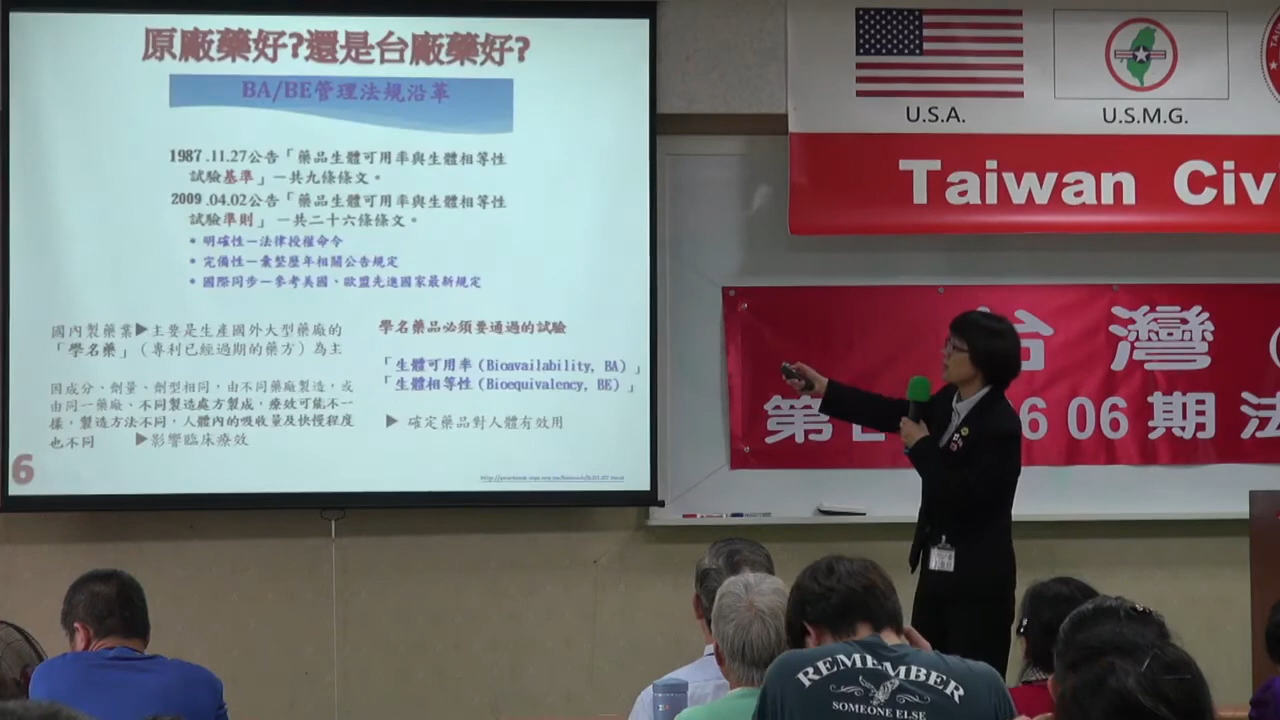 原廠藥好?還是台廠藥好?
BA/BE管理法規沿革
1987.11.27公告「藥品生體可用率與生體相等性
試驗基準」—共九條條文。
2009.04.02公告「藥品生體可用率與生體相等性
試驗準則」—共二十六條條文。
• 明確性—法律授權命令
• 完備性—彙整歷年相關公告規定
• 國際同步—參考美國、歐盟先進國家最新規定
國內製藥業▶主要是生產國外大型藥廠的
「學名藥」(專利已經過期的藥方)為主
因成分、劑量、劑型相同,由不同藥廠製造,或
由同一藥廠、不同製造處方製成,療效可能不一
樣,製造方法不同,人體內的吸收量及快慢程度
也不同 ▶影響臨床療效
學名藥品必須要通過的試驗
「生體可用率(Bioavailability, BA)」
「生體相等性(Bioequivalency, BE)」
▶ 確定藥品對人體有效用
6
U.S.A.
U.S.M.G.
Taiwan Civ
台灣
第 6 06 期 法
REMEMBER
SOMEONE ELSE